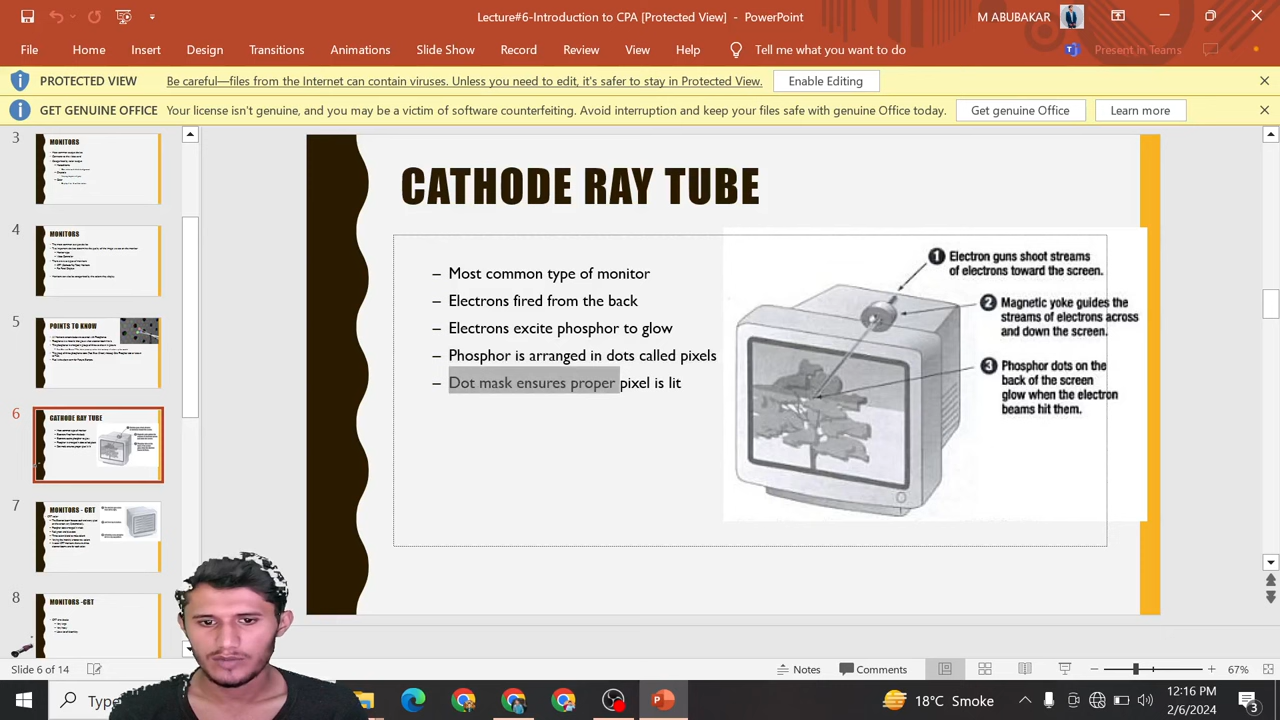 Lecture#6-Introduction to CPA [Protected View] - PowerPoint
M ABUBAKAR
File Home Insert Design Transitions Animations Slide Show Record Review View Help Tell me what you want to do Present in Teams
PROTECTED VIEW Be careful—files from the Internet can contain viruses. Unless you need to edit, it's safer to stay in Protected View. Enable Editing
GET GENUINE OFFICE Your license isn't genuine, and you may be a victim of software counterfeiting. Avoid interruption and keep your files safe with genuine Office today. Get genuine Office Learn more
3
MONITORS
4
MONITORS
5
POINTS TO KNOW
6
CATHODE RAY TUBE
7
MONITORS - CRT
8
MONITORS -CRT
CATHODE RAY TUBE
– Most common type of monitor
– Electrons fired from the back
– Electrons excite phosphor to glow
– Phosphor is arranged in dots called pixels
– Dot mask ensures proper pixel is lit
1 Electron guns shoot streams
of electrons toward the screen.
2 Magnetic yoke guides the
streams of electrons across
and down the screen.
3 Phosphor dots on the
back of the screen
glow when the electron
beams hit them.
Slide 6 of 14
Notes Comments 67%
Type
18°C Smoke
12:16 PM
2/6/2024
3